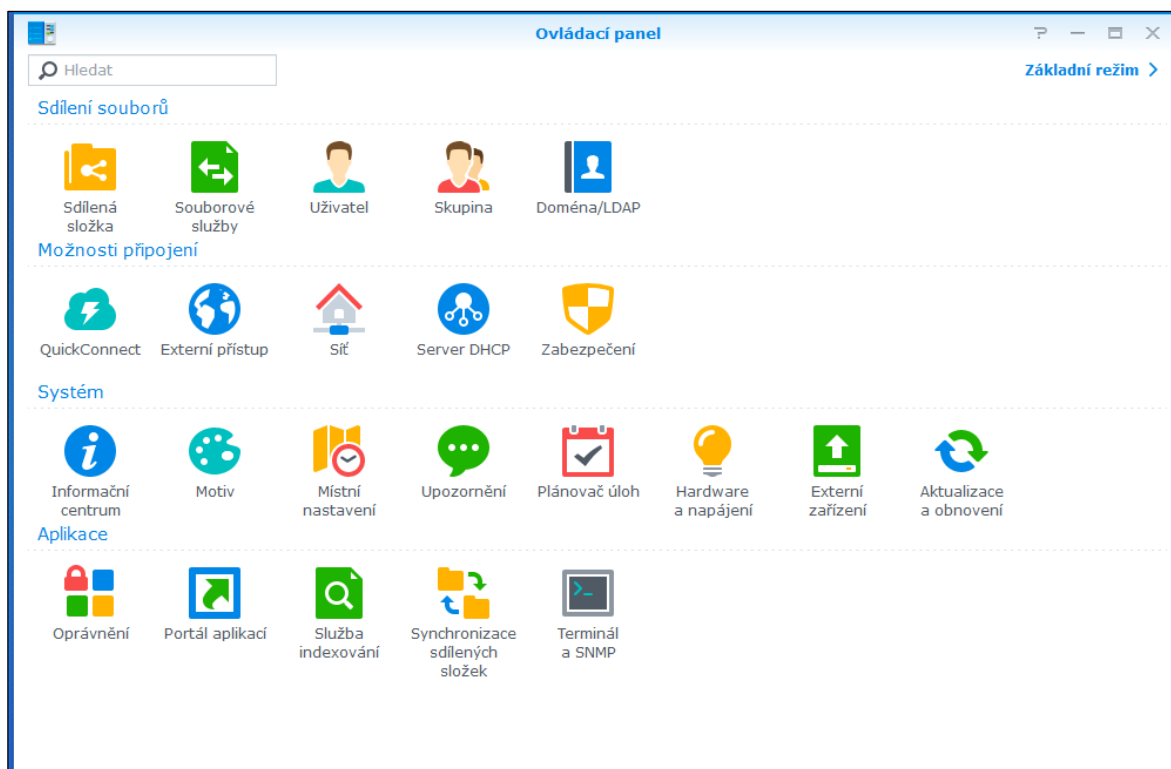 Ovládací panel
Hledat
Základní režim
Sdílení souborů
Sdílená
složka
Souborové
služby
Uživatel
Skupina
Doména/LDAP
Možnosti připojení
QuickConnect
Externí přístup
Síť
Server DHCP
Zabezpečení
Systém
Informační
centrum
Motiv
Místní
nastavení
Upozornění
Plánovač úloh
Hardware
a napájení
Externí
zařízení
Aktualizace
a obnovení
Aplikace
Oprávnění
Portál aplikací
Služba
indexování
Synchronizace
sdílených
složek
Terminál
a SNMP